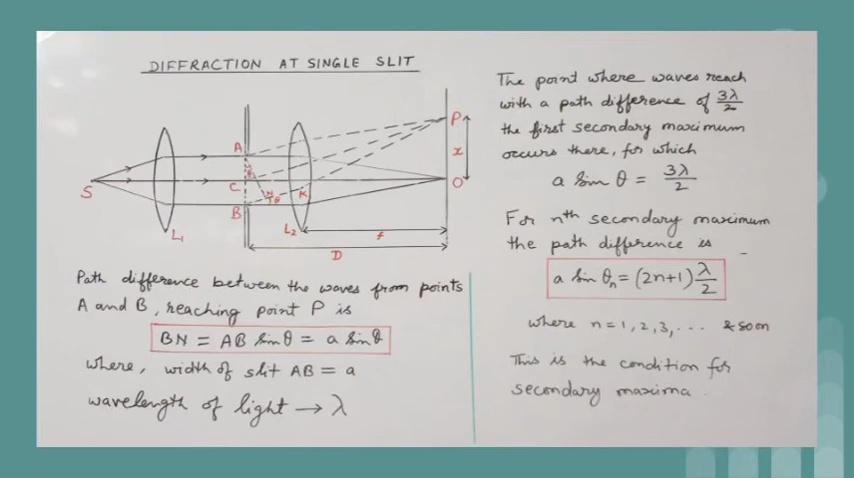 DIFFRACTION AT SINGLE SLIT
S
L₁
A
θ
C
B
N
θ
K
L₂
P
x
O
f
D
Path difference between the waves from points
A and B, reaching point P is
BN = AB sin θ = a sin θ
where, width of slit AB = a
wavelength of light → λ
The point where waves reach
with a path difference of 3λ/2
the first secondary maximum
occurs there, for which
a sin θ = 3λ/2
For nth secondary maximum
the path difference is
a sin θₙ = (2n+1) λ/2
where n = 1, 2, 3, ... & so on
This is the condition for
secondary maxima.